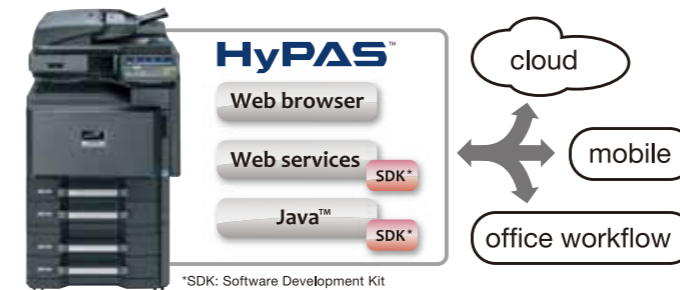 HyPAS™
Web browser
Web services
SDK*
Java™
SDK*
*SDK: Software Development Kit
cloud
mobile
office workflow